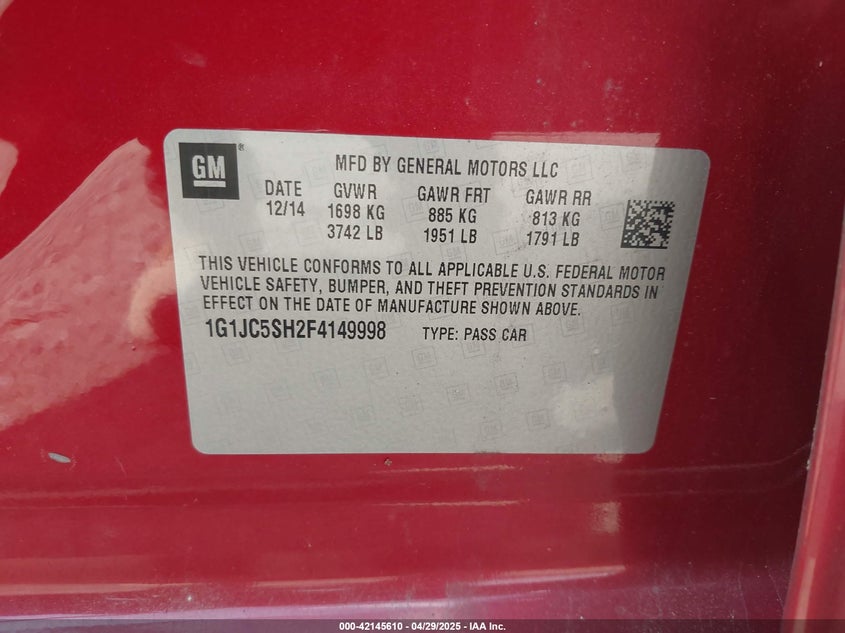 GM ®
MFD BY GENERAL MOTORS LLC
DATE GVWR GAWR FRT GAWR RR
12/14 1698 KG 885 KG 813 KG
3742 LB 1951 LB 1791 LB
THIS VEHICLE CONFORMS TO ALL APPLICABLE U.S. FEDERAL MOTOR
VEHICLE SAFETY, BUMPER, AND THEFT PREVENTION STANDARDS IN
EFFECT ON THE DATE OF MANUFACTURE SHOWN ABOVE.
1G1JC5SH2F4149998 TYPE: PASS CAR
000-42145610 - 04/29/2025 - IAA Inc.